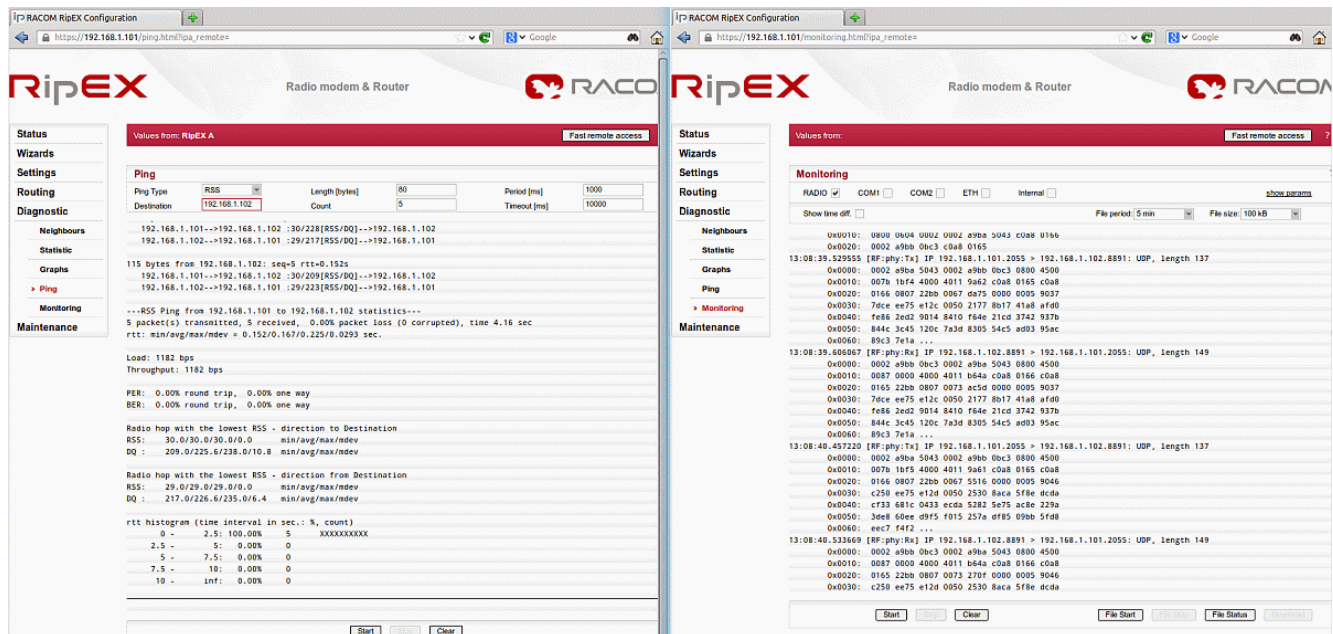 RACOM RipEX Configuration
https://192.168.1.101/ping.html?ipa_remote=
Google
RipEX
Radio modem & Router
RACO
Status
Wizards
Settings
Routing
Diagnostic
Neighbours
Statistic
Graphs
Ping
Monitoring
Maintenance
Values from: RipEX A
Fast remote access
Ping
Ping Type RSS Length [bytes] 80 Period [ms] 1000
Destination 192.168.1.102 Count 5 Timeout [ms] 10000
192.168.1.101-->192.168.1.102 :30/228[RSS/DQ]-->192.168.1.102
192.168.1.102-->192.168.1.101 :29/217[RSS/DQ]-->192.168.1.101
115 bytes from 192.168.1.102: seq=5 rtt=0.152s
192.168.1.101-->192.168.1.102 :30/209[RSS/DQ]-->192.168.1.102
192.168.1.102-->192.168.1.101 :29/223[RSS/DQ]-->192.168.1.101
---RSS Ping from 192.168.1.101 to 192.168.1.102 statistics---
5 packet(s) transmitted, 5 received, 0.00% packet loss (0 corrupted), time 4.16 sec
rtt: min/avg/max/mdev = 0.152/0.167/0.225/0.0293 sec.
Load: 1182 bps
Throughput: 1182 bps
PER: 0.00% round trip, 0.00% one way
BER: 0.00% round trip, 0.00% one way
Radio hop with the lowest RSS - direction to Destination
RSS: 30.0/30.0/30.0/0.0 min/avg/max/mdev
DQ : 209.0/225.6/238.0/10.8 min/avg/max/mdev
Radio hop with the lowest RSS - direction from Destination
RSS: 29.0/29.0/29.0/0.0 min/avg/max/mdev
DQ : 217.0/226.6/235.0/6.4 min/avg/max/mdev
rtt histogram (time interval in sec.: %, count)
0 - 2.5: 100.00% 5 XXXXXXXXXX
2.5 - 5: 0.00% 0
5 - 7.5: 0.00% 0
7.5 - 10: 0.00% 0
10 - inf: 0.00% 0
Start Stop Clear
RACOM RipEX Configuration
https://192.168.1.101/monitoring.html?ipa_remote=
Google
RipEX
Radio modem & Router
RACOM
Status
Wizards
Settings
Routing
Diagnostic
Neighbours
Statistic
Graphs
Ping
Monitoring
Maintenance
Values from:
Fast remote access ?
Monitoring
RADIO COM1 COM2 ETH Internal show params
Show time diff. File period: 5 min File size: 100 kB
0x0010: 0800 0604 0002 0002 a9ba 5043 c0a8 0166
0x0020: 0002 a9bb 0bc3 c0a8 0165
13:08:39.529555 [RF:phy:Tx] IP 192.168.1.101.2055 > 192.168.1.102.8891: UDP, length 137
0x0000: 0002 a9ba 5043 0002 a9bb 0bc3 0800 4500
0x0010: 007b 1bf4 4000 4011 9a62 c0a8 0165 c0a8
0x0020: 0166 0807 22bb 0067 da75 0000 0005 9037
0x0030: 7dce ee75 e12c 0050 2177 8b17 41a8 afd0
0x0040: fe86 2ed2 9014 8410 f64e 21cd 3742 937b
0x0050: 844c 3c45 120c 7a3d 8305 54c5 ad03 95ac
0x0060: 89c3 7e1a ...
13:08:39.606067 [RF:phy:Rx] IP 192.168.1.102.8891 > 192.168.1.101.2055: UDP, length 149
0x0000: 0002 a9bb 0bc3 0002 a9ba 5043 0800 4500
0x0010: 0087 0000 4000 4011 b64a c0a8 0166 c0a8
0x0020: 0165 22bb 0807 0073 ac5d 0000 0005 9037
0x0030: 7dce ee75 e12c 0050 2177 8b17 41a8 afd0
0x0040: fe86 2ed2 9014 8410 f64e 21cd 3742 937b
0x0050: 844c 3c45 120c 7a3d 8305 54c5 ad03 95ac
0x0060: 89c3 7e1a ...
13:08:40.457220 [RF:phy:Tx] IP 192.168.1.101.2055 > 192.168.1.102.8891: UDP, length 137
0x0000: 0002 a9ba 5043 0002 a9bb 0bc3 0800 4500
0x0010: 007b 1bf5 4000 4011 9a61 c0a8 0165 c0a8
0x0020: 0166 0807 22bb 0067 5516 0000 0005 9046
0x0030: c250 ee75 e12d 0050 2530 8aca 5f8e dcda
0x0040: cf33 681c 0433 ecda 5282 5e75 ac8e 229a
0x0050: 3de8 60ee d9f5 f015 257a df85 09bb 5fd8
0x0060: eec7 f4f2 ...
13:08:40.533669 [RF:phy:Rx] IP 192.168.1.102.8891 > 192.168.1.101.2055: UDP, length 149
0x0000: 0002 a9bb 0bc3 0002 a9ba 5043 0800 4500
0x0010: 0087 0000 4000 4011 b64a c0a8 0166 c0a8
0x0020: 0165 22bb 0807 0073 270f 0000 0005 9046
0x0030: c250 ee75 e12d 0050 2530 8aca 5f8e dcda
Start Stop Clear File Start File Stop File Status Download